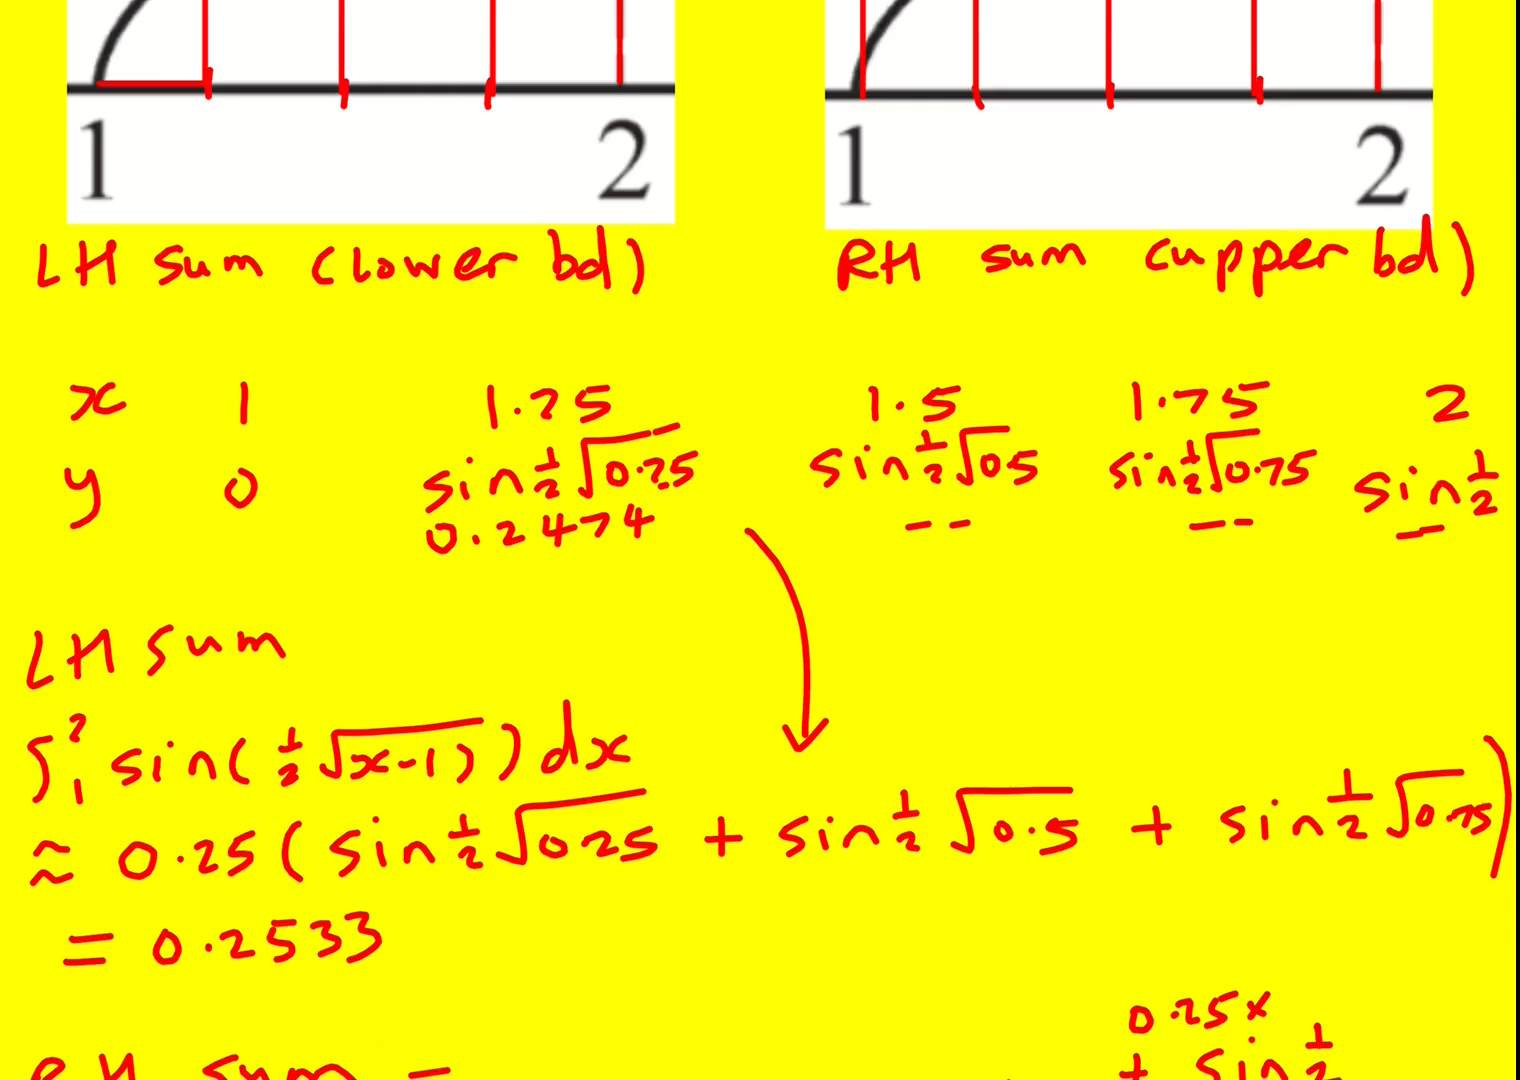 1 2 1 2
LH sum (lower bd) RH sum (upper bd)
x 1 1.25 1.5 1.75 2
y 0 sin½√0.25 sin½√0.5 sin½√0.75 sin½
0.2474 -- -- --
LH sum
∫₁² sin(½√(x-1))dx
≈ 0.25(sin½√0.25 + sin½√0.5 + sin½√0.75)
= 0.2533
0.25×
RH sum = + sin½